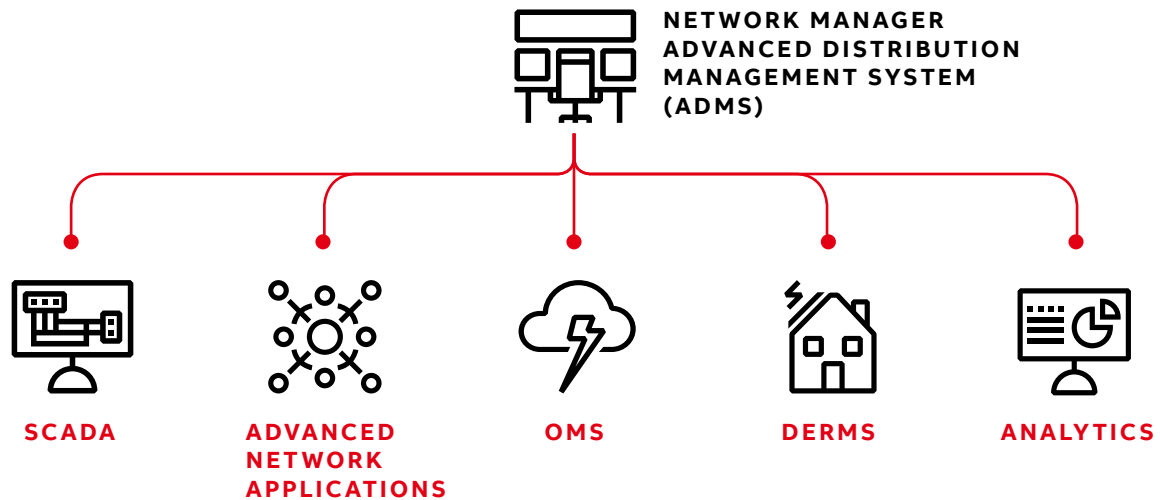 NETWORK MANAGER
ADVANCED DISTRIBUTION
MANAGEMENT SYSTEM
(ADMS)
SCADA
ADVANCED
NETWORK
APPLICATIONS
OMS
DERMS
ANALYTICS